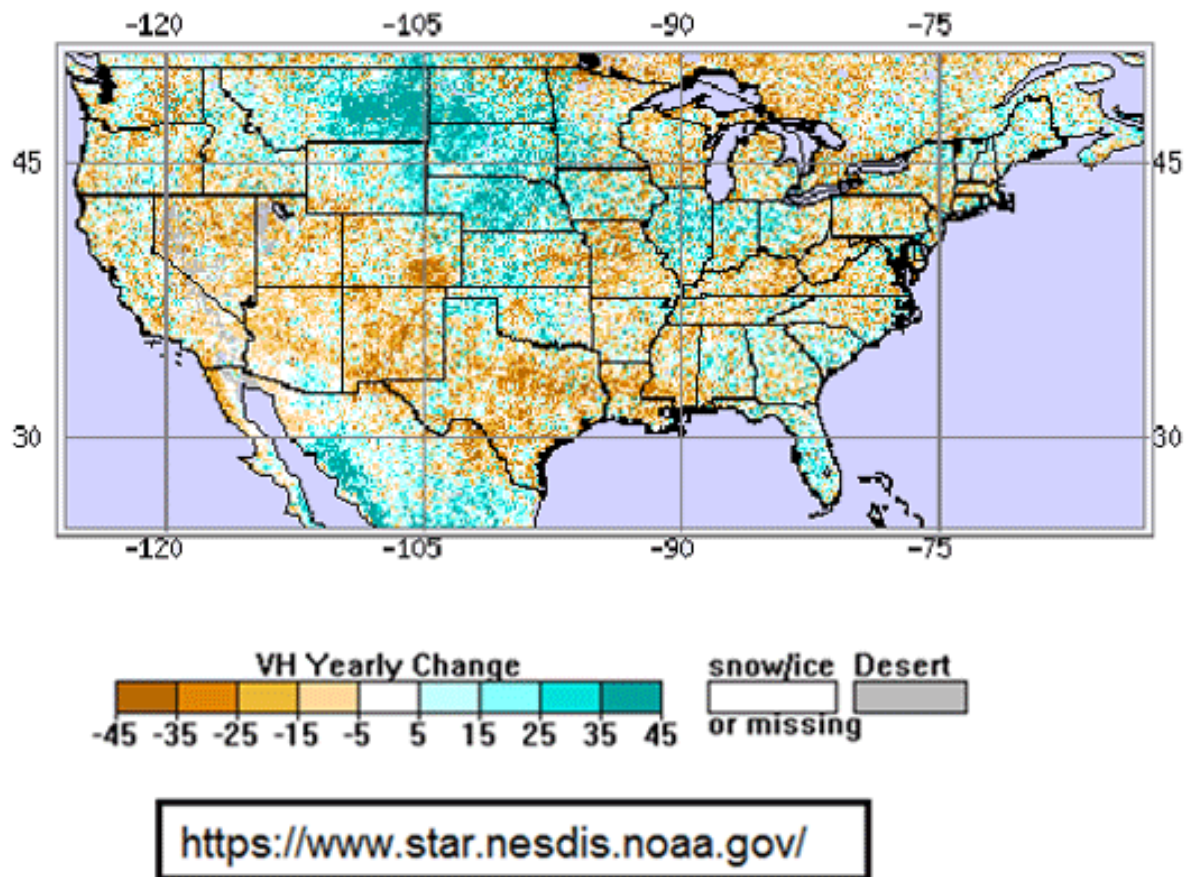 -120 -105 -90 -75
45 45
30 30
-120 -105 -90 -75
VH Yearly Change snow/ice Desert
-45 -35 -25 -15 -5 5 15 25 35 45 or missing
https://www.star.nesdis.noaa.gov/